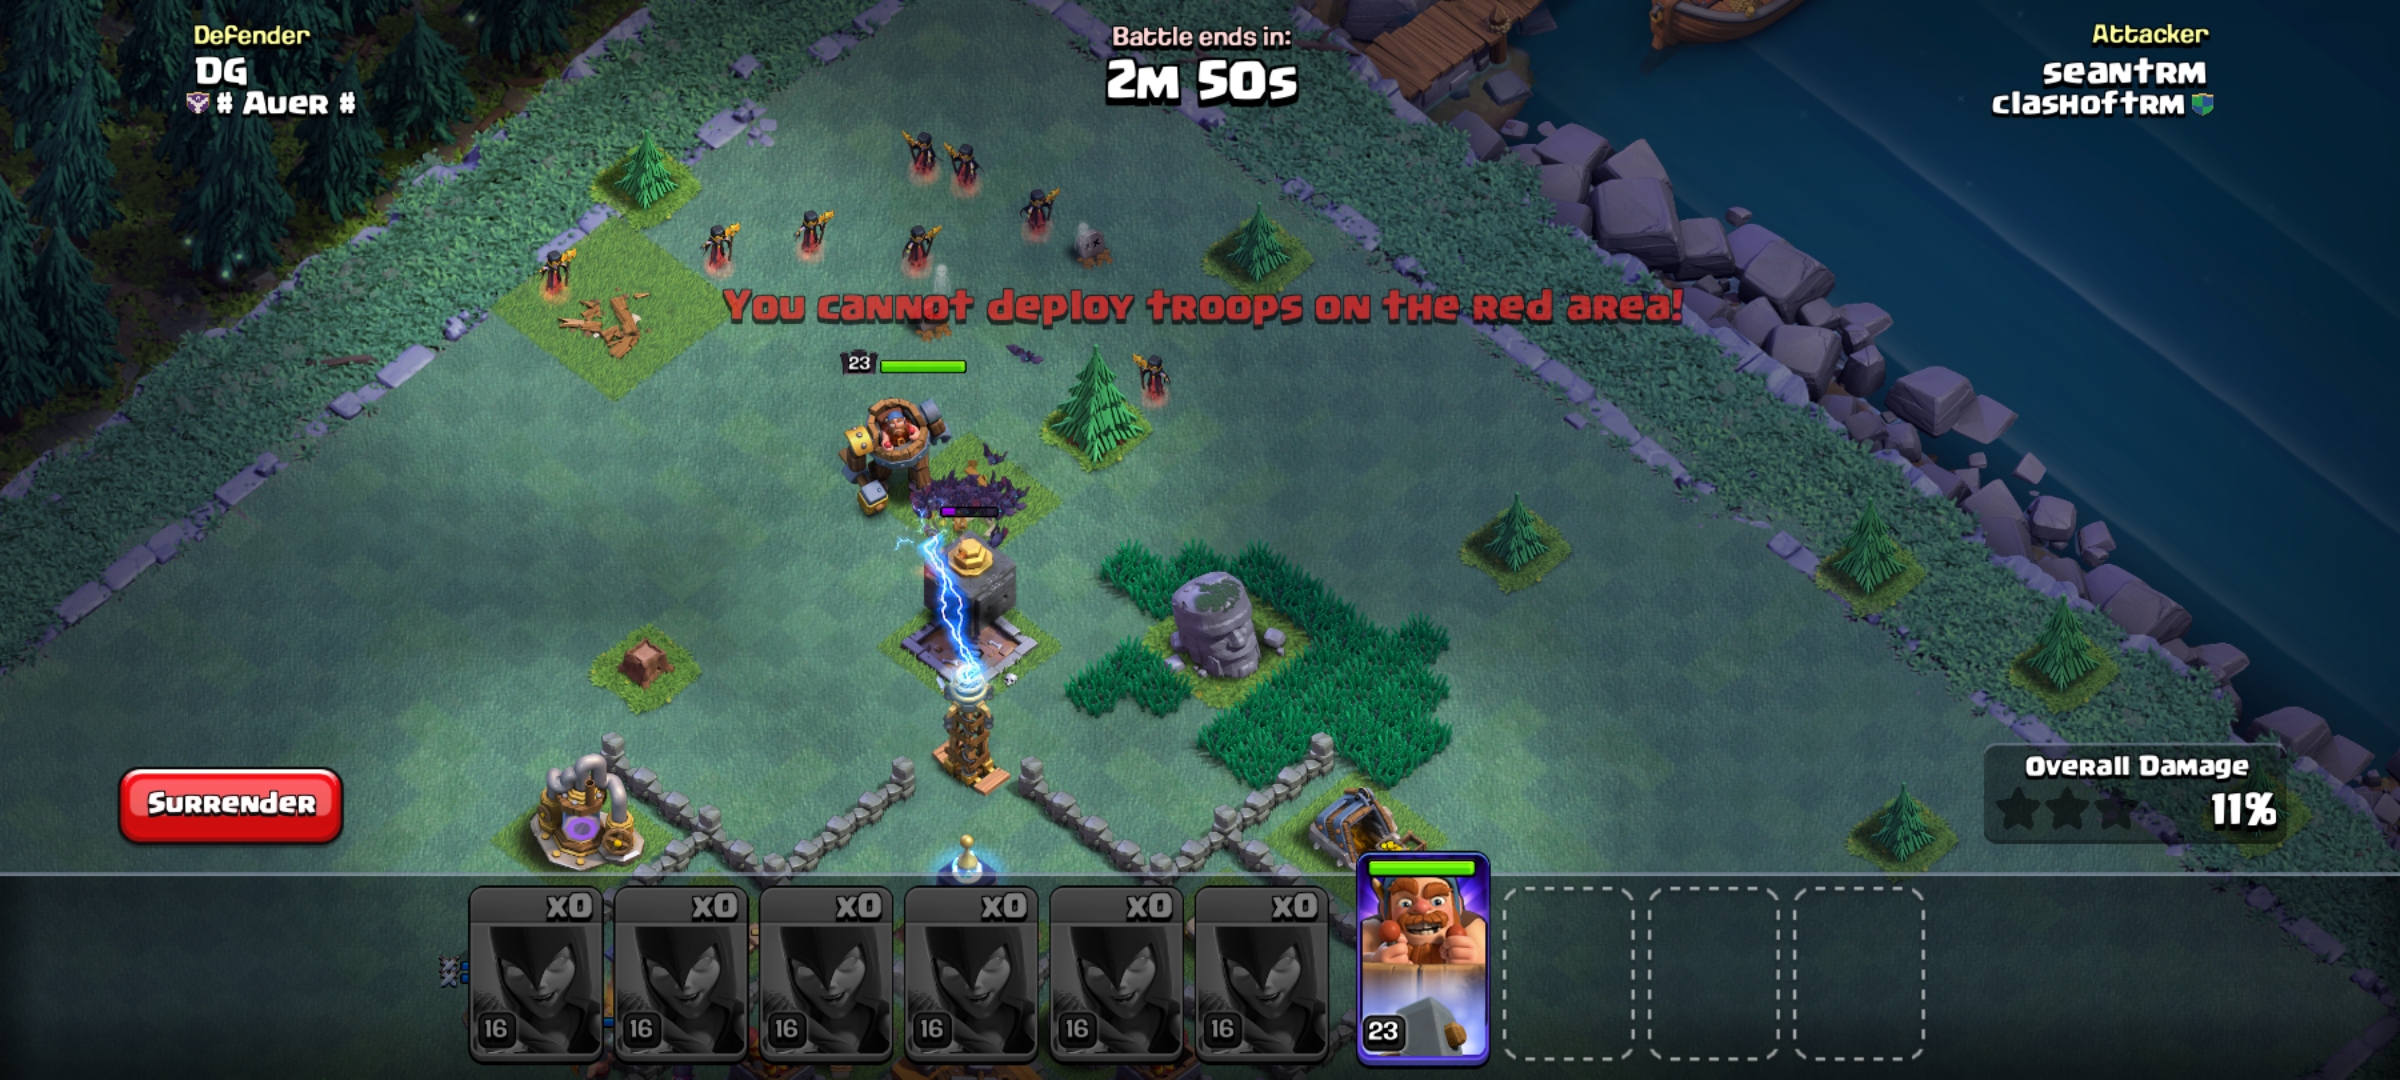 Defender
DG
# Auer #
Battle ends in:
2M 50s
Attacker
seantrm
clashoftrm
You cannot deploy troops on the red area!
23
Surrender
Overall Damage
11%
x0
x0
x0
x0
x0
x0
16
16
16
16
16
16
23